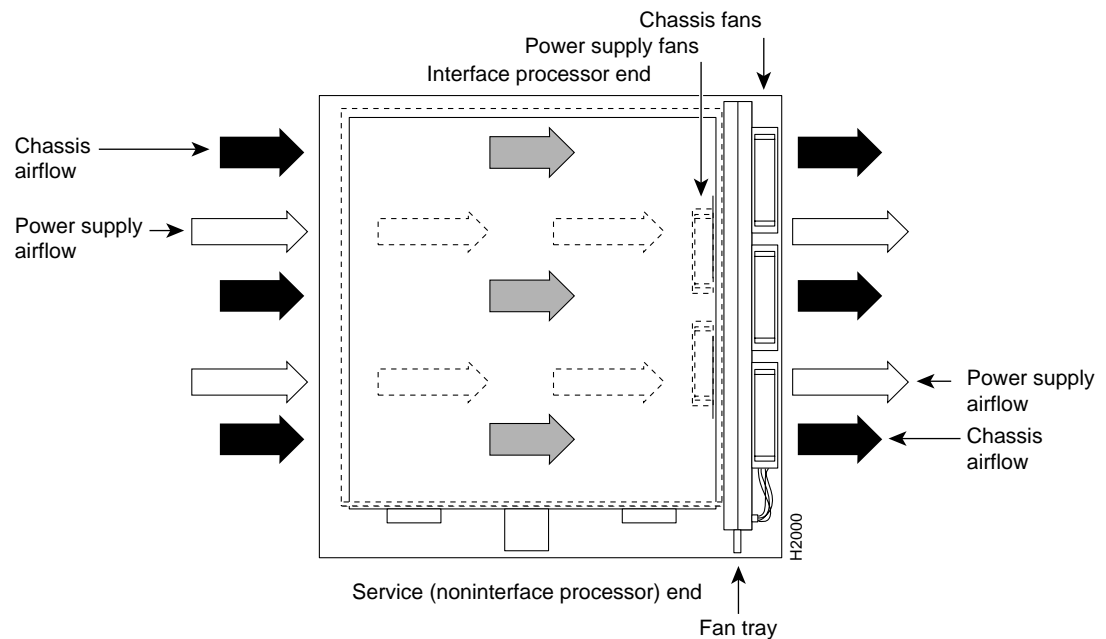 Chassis fans
Power supply fans
Interface processor end
Chassis
airflow
Power supply
airflow
Power supply
airflow
Chassis
airflow
H2000
Service (noninterface processor) end
Fan tray